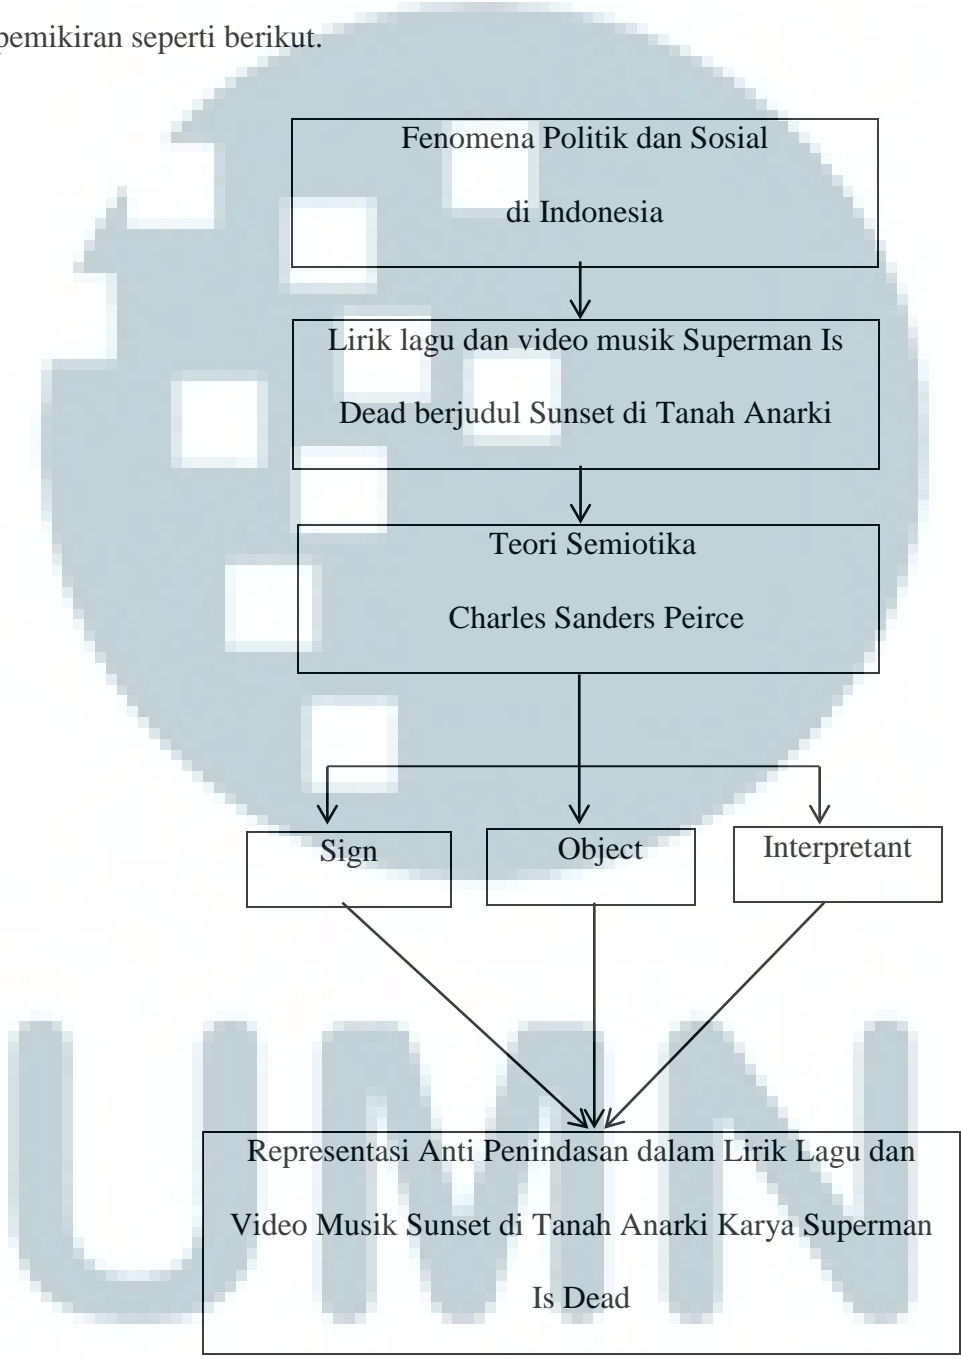 pemikiran seperti berikut.
Fenomena Politik dan Sosial
di Indonesia
Lirik lagu dan video musik Superman Is
Dead berjudul Sunset di Tanah Anarki
Teori Semiotika
Charles Sanders Peirce
Sign
Object
Interpretant
Representasi Anti Penindasan dalam Lirik Lagu dan
Video Musik Sunset di Tanah Anarki Karya Superman
Is Dead
UMN